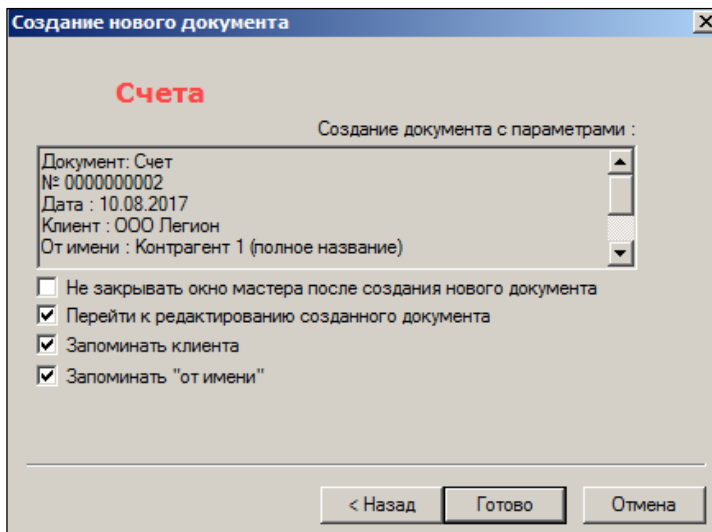 Создание нового документа
Счета
Создание документа с параметрами :
Документ: Счет
№ 0000000002
Дата : 10.08.2017
Клиент : ООО Легион
От имени : Контрагент 1 (полное название)
Не закрывать окно мастера после создания нового документа
Перейти к редактированию созданного документа
Запоминать клиента
Запоминать "от имени"
< Назад Готово Отмена